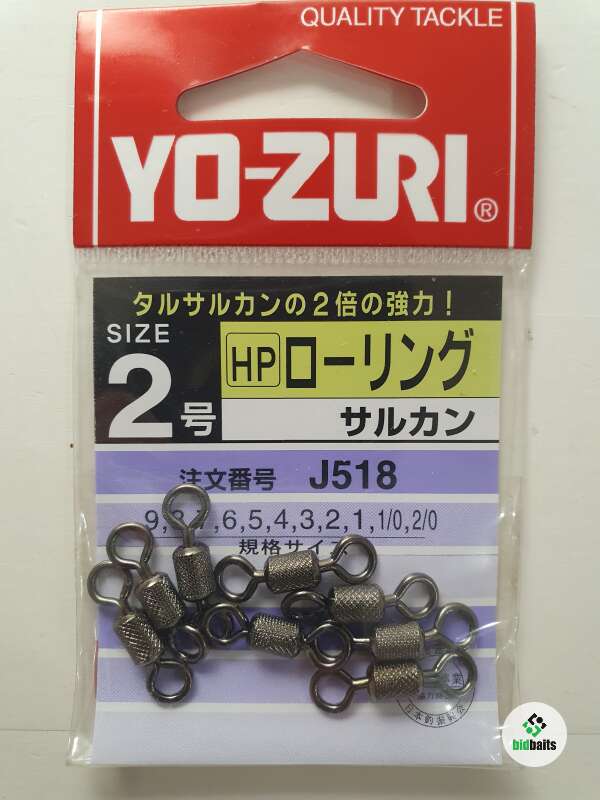 QUALITY TACKLE
YO-ZURI®
タルサルカンの2倍の強力!
SIZE
2号
HP ローリング
サルカン
注文番号 J518
9,8,7,6,5,4,3,2,1,1/0,2/0
規格サイズ
bidbaits